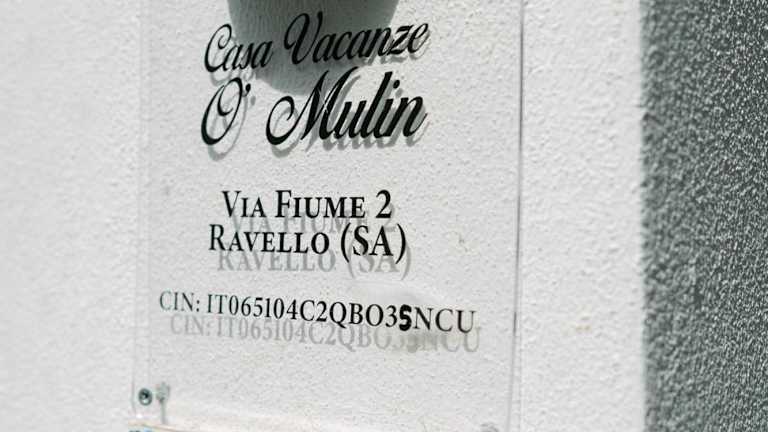 Casa Vacanze
O' Mulin
Via Fiume 2
Ravello (SA)
CIN: IT065104C2QBO35NCU